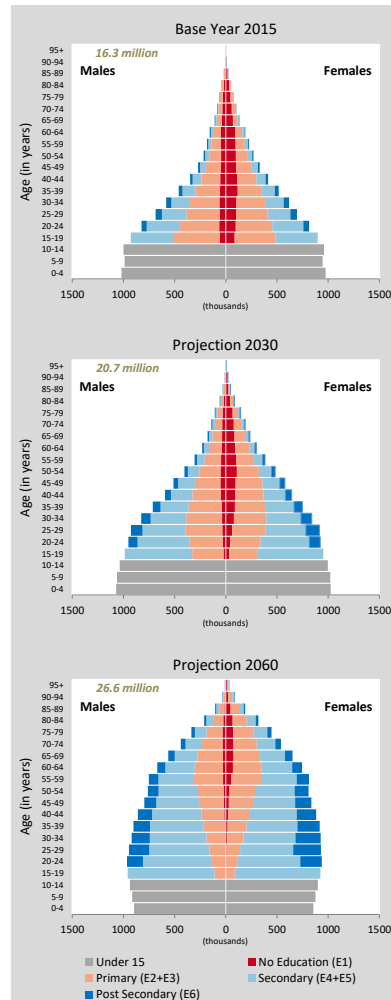 Base Year 2015
16.3 million
Males
Females
Age (in years)
95+
90-94
85-89
80-84
75-79
70-74
65-69
60-64
55-59
50-54
45-49
40-44
35-39
30-34
25-29
20-24
15-19
10-14
5-9
0-4
1500 1000 500 0 500 1000 1500
(thousands)
Projection 2030
20.7 million
Males
Females
Age (in years)
95+
90-94
85-89
80-84
75-79
70-74
65-69
60-64
55-59
50-54
45-49
40-44
35-39
30-34
25-29
20-24
15-19
10-14
5-9
0-4
1500 1000 500 0 500 1000 1500
(thousands)
Projection 2060
26.6 million
Males
Females
Age (in years)
95+
90-94
85-89
80-84
75-79
70-74
65-69
60-64
55-59
50-54
45-49
40-44
35-39
30-34
25-29
20-24
15-19
10-14
5-9
0-4
1500 1000 500 0 500 1000 1500
(thousands)
Under 15 No Education (E1)
Primary (E2+E3) Secondary (E4+E5)
Post Secondary (E6)